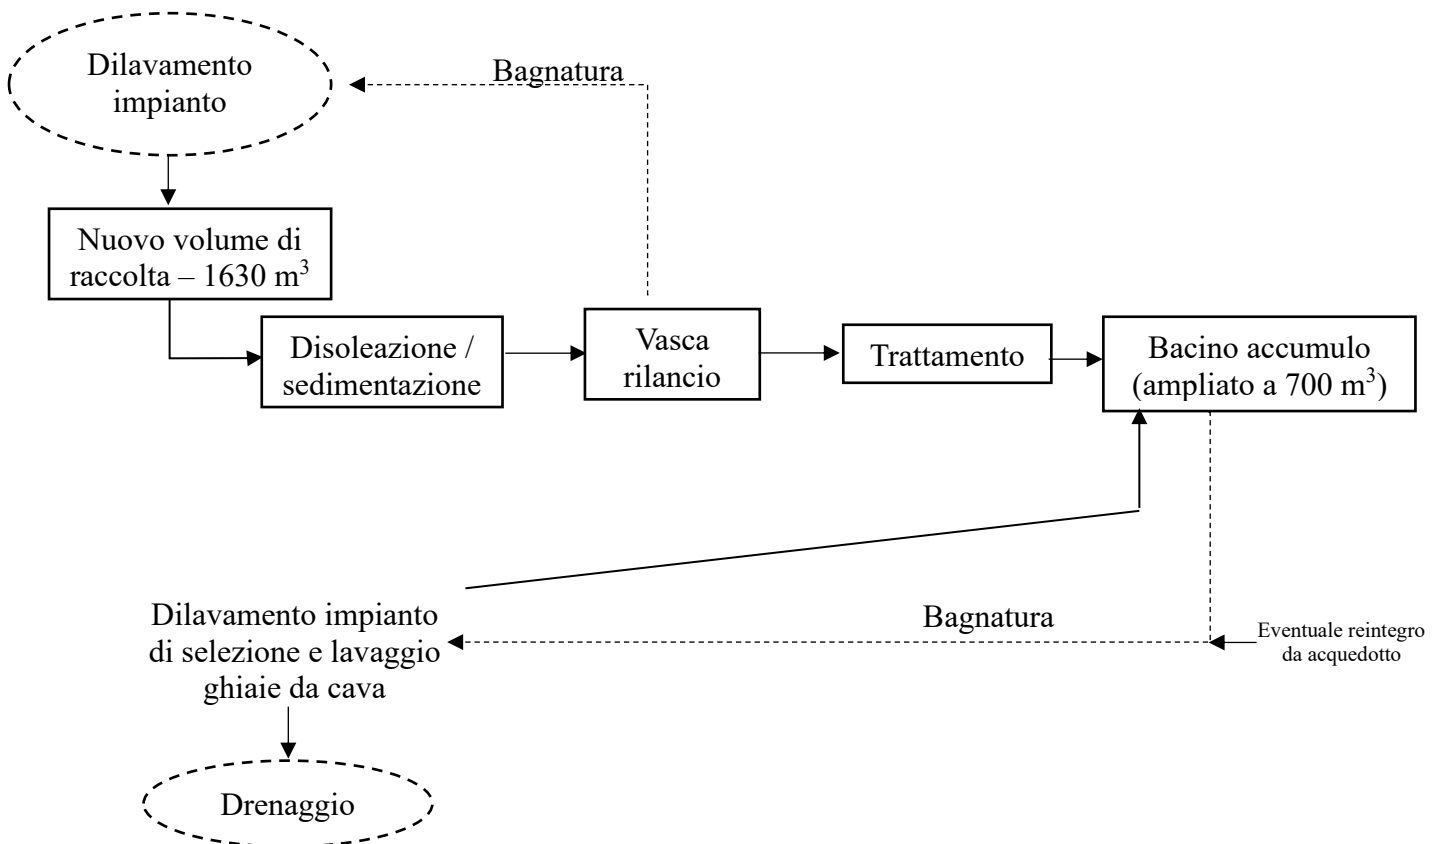 Dilavamento
impianto
Bagnatura
Nuovo volume di
raccolta – 1630 m³
Disoleazione /
sedimentazione
Vasca
rilancio
Trattamento
Bacino accumulo
(ampliato a 700 m³)
Dilavamento impianto
di selezione e lavaggio
ghiaie da cava
Bagnatura
Eventuale reintegro
da acquedotto
Drenaggio